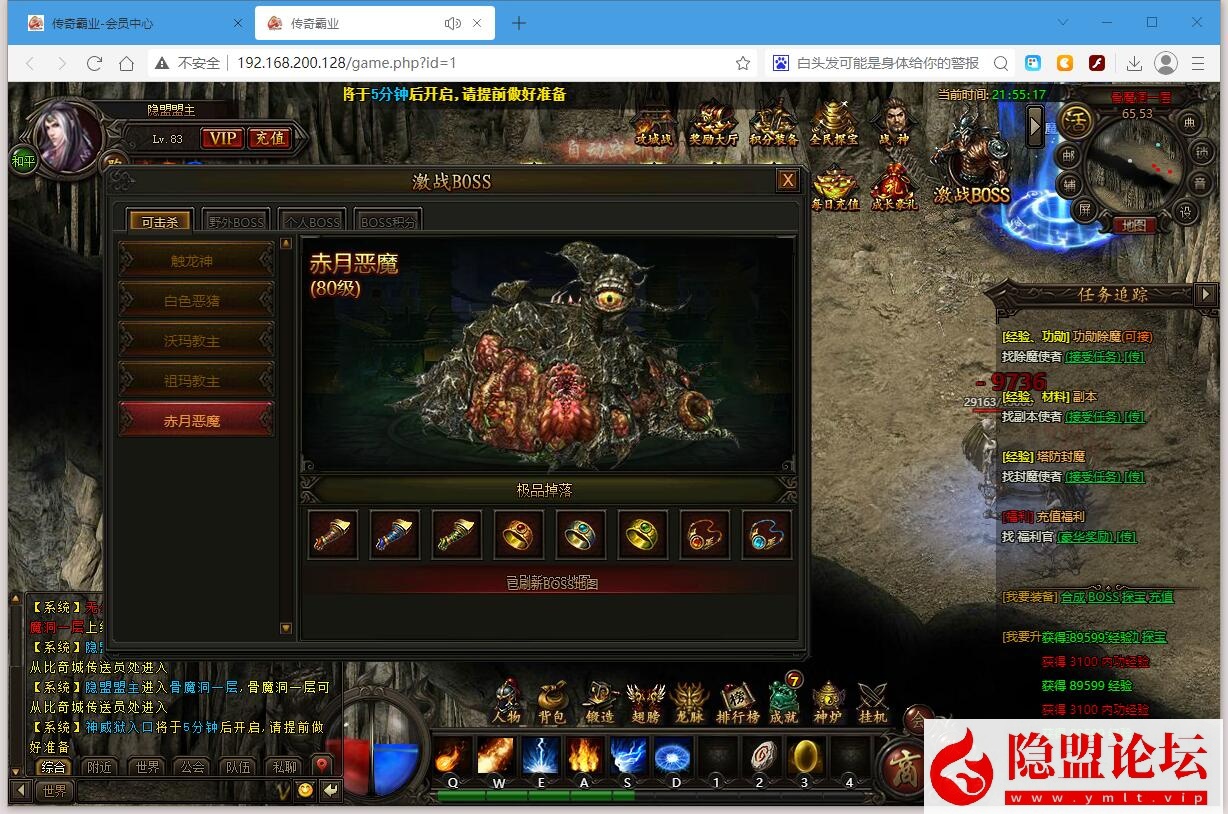 传奇霸业-会员中心
传奇霸业
不安全 192.168.200.128/game.php?id=1
白头发可能是身体给你的警报
将于5分钟后开启,请提前做好准备
当前时间:21:55:17
65,53
隐盟盟主
Lv. 83 VIP 充值
和平
攻城战 奖励大厅 积分装备 全民探宝 战神
自动战
每日充值 成长豪礼 激战BOSS
活 典 邮 锁 辅 音 屏 设
地图
激战BOSS X
可击杀 野外BOSS 个人BOSS BOSS积分
触龙神
白色恶猪
沃玛教主
祖玛教主
赤月恶魔
赤月恶魔
(80级)
极品掉落
已刷新BOSS地图
任务追踪
[经验、功勋] 功勋除魔(可接)
找除魔使者 (接受任务) [传]
- 9736
29163
[经验、材料] 副本
找副本使者 (接受任务) [传]
[经验] 塔防封魔
找封魔使者 (接受任务) [传]
[福利] 充值福利
找 福利官 (豪华奖励) [传]
[我要装备] 合成 BOSS 探宝 充值
[我要升
获得 89599 经验
探宝
获得 3100 内功经验
获得 89599 经验
获得 3100 内功经验
【系统】
魔洞一层上
【系统】隐
从比奇城传送员处进入
【系统】隐盟盟主进入骨魔洞一层,骨魔洞一层可
从比奇城传送员处进入
【系统】神威狱入口将于5分钟后开启,请提前做
好准备
综合 附近 世界 公会 队伍 私聊
世界
7
人物 背包 锻造 翅膀 龙脉 排行榜 成就 神炉 挂机
Q W E A S D 1 2 3 4
商
隐盟论坛
www.ymlt.vip